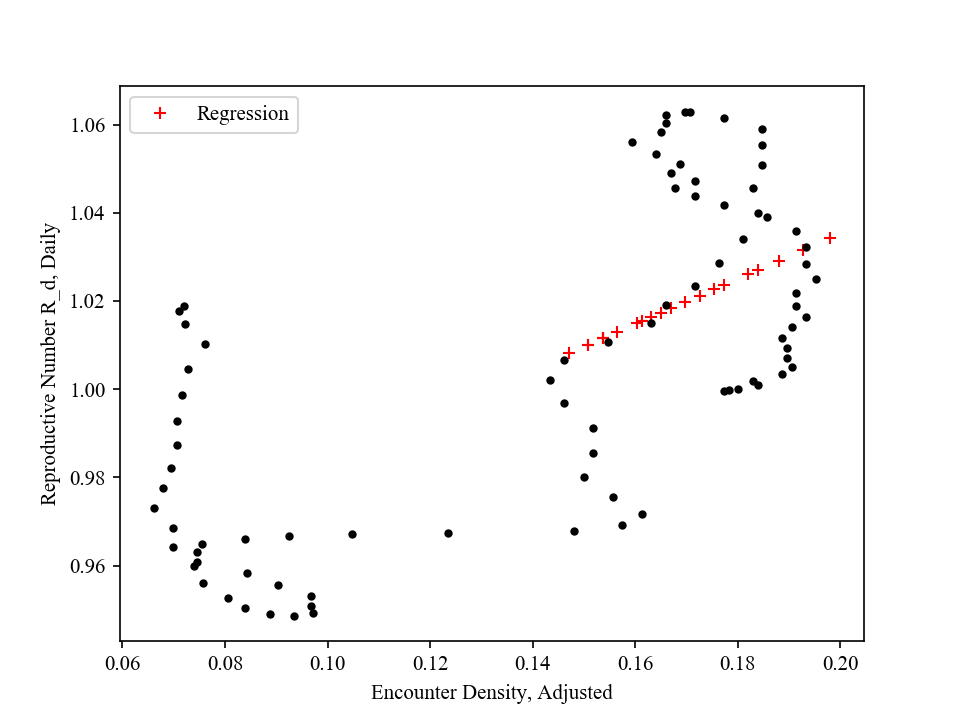 Regression
1.06
1.04
1.02
1.00
0.98
0.96
Reproductive Number R_d, Daily
0.06 0.08 0.10 0.12 0.14 0.16 0.18 0.20
Encounter Density, Adjusted